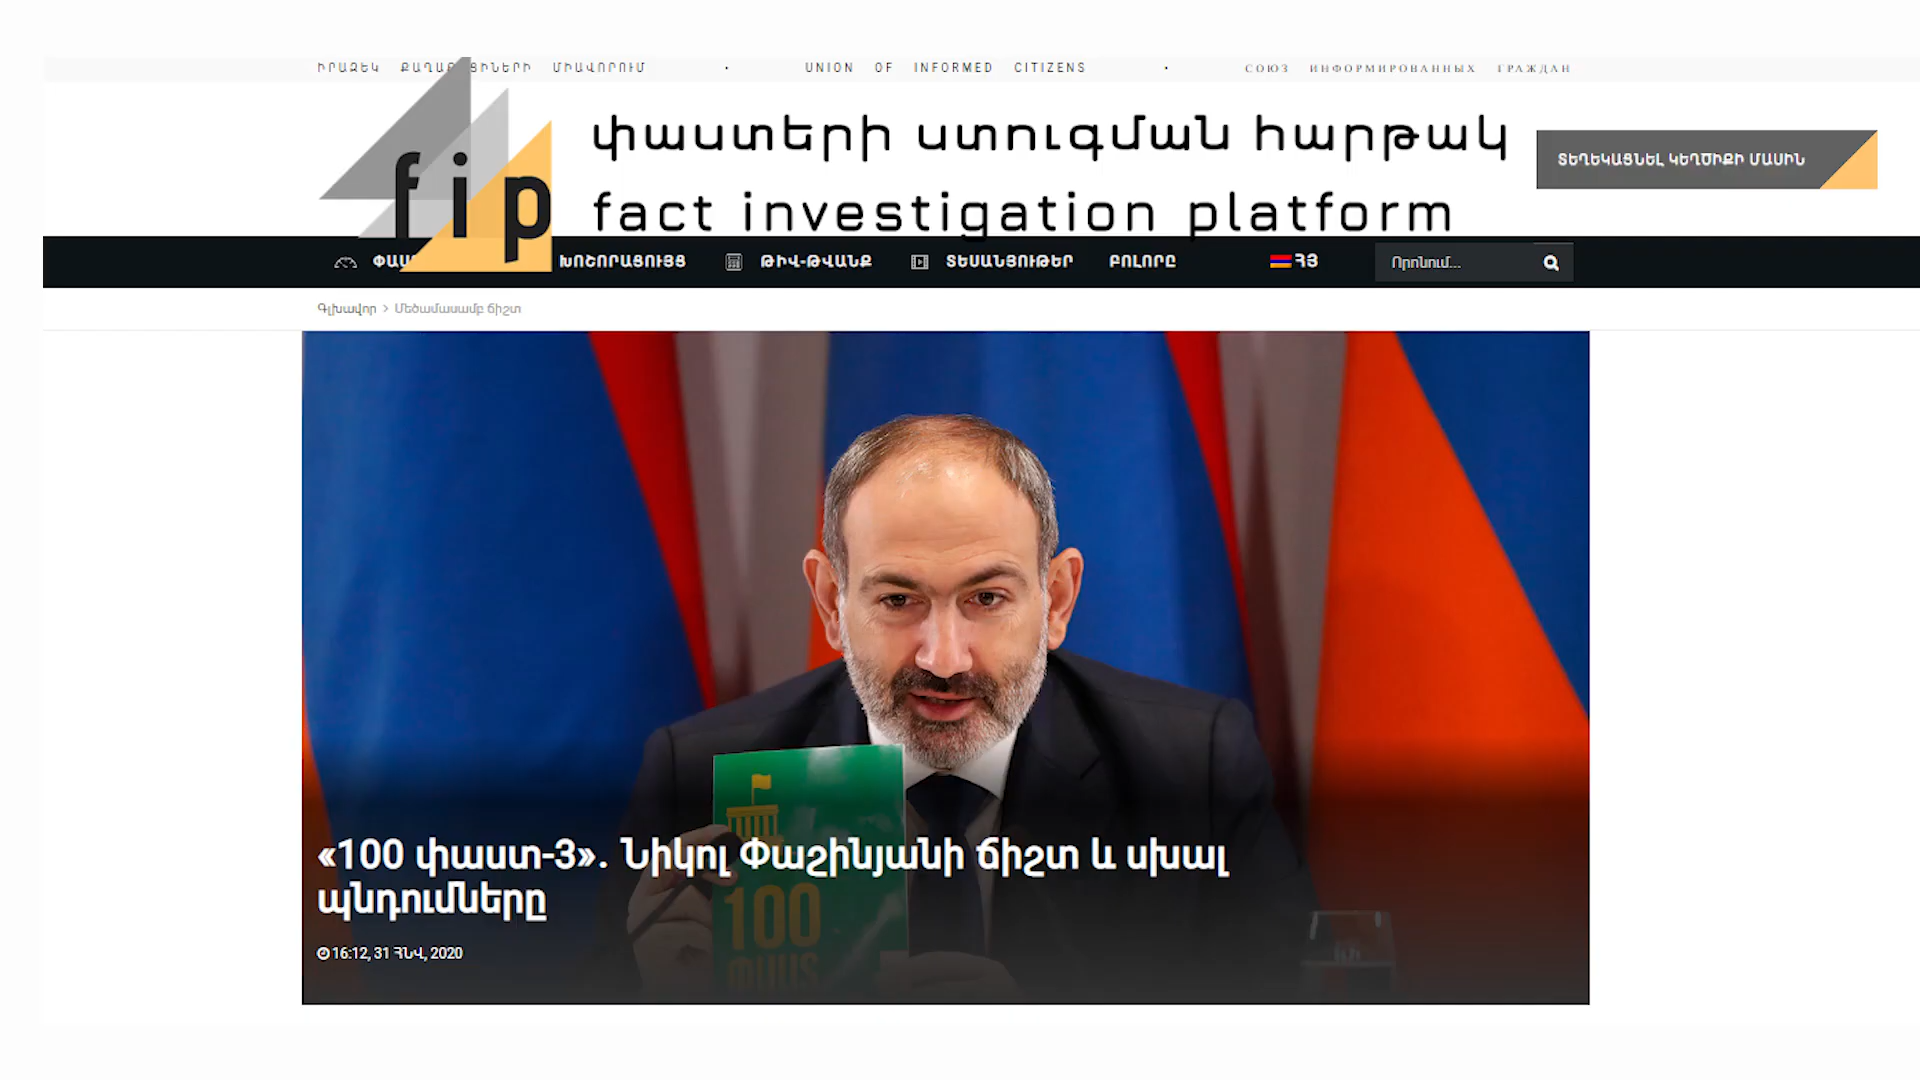 ԻՐԱԶԵԿ ՔԱՂԱՔԱՑԻՆԵՐԻ ՄԻԱՎՈՐՈՒՄ · UNION OF INFORMED CITIZENS · СОЮЗ ИНФОРМИРОВАННЫХ ГРАЖДАН
fip
փաստերի ստուգման հարթակ
fact investigation platform
ՏԵՂԵԿԱՑՆԵԼ ԿԵՂԾԻՔԻ ՄԱՍԻՆ
ԽՈՇՈՐԱՑՈՒՅՑ ԹԻՎ-ԹՎԱՆՔ ՏԵՍԱՆՅՈՒԹԵՐ ԲՈԼՈՐԸ ՀՅ Որոնում...
Գլխավոր > Մեծամասամբ ճիշտ
«100 փաստ-3». Նիկոլ Փաշինյանի ճիշտ և սխալ
պնդումները
100
ՓԱՍՏ
16:12, 31 ՀՆՎ, 2020